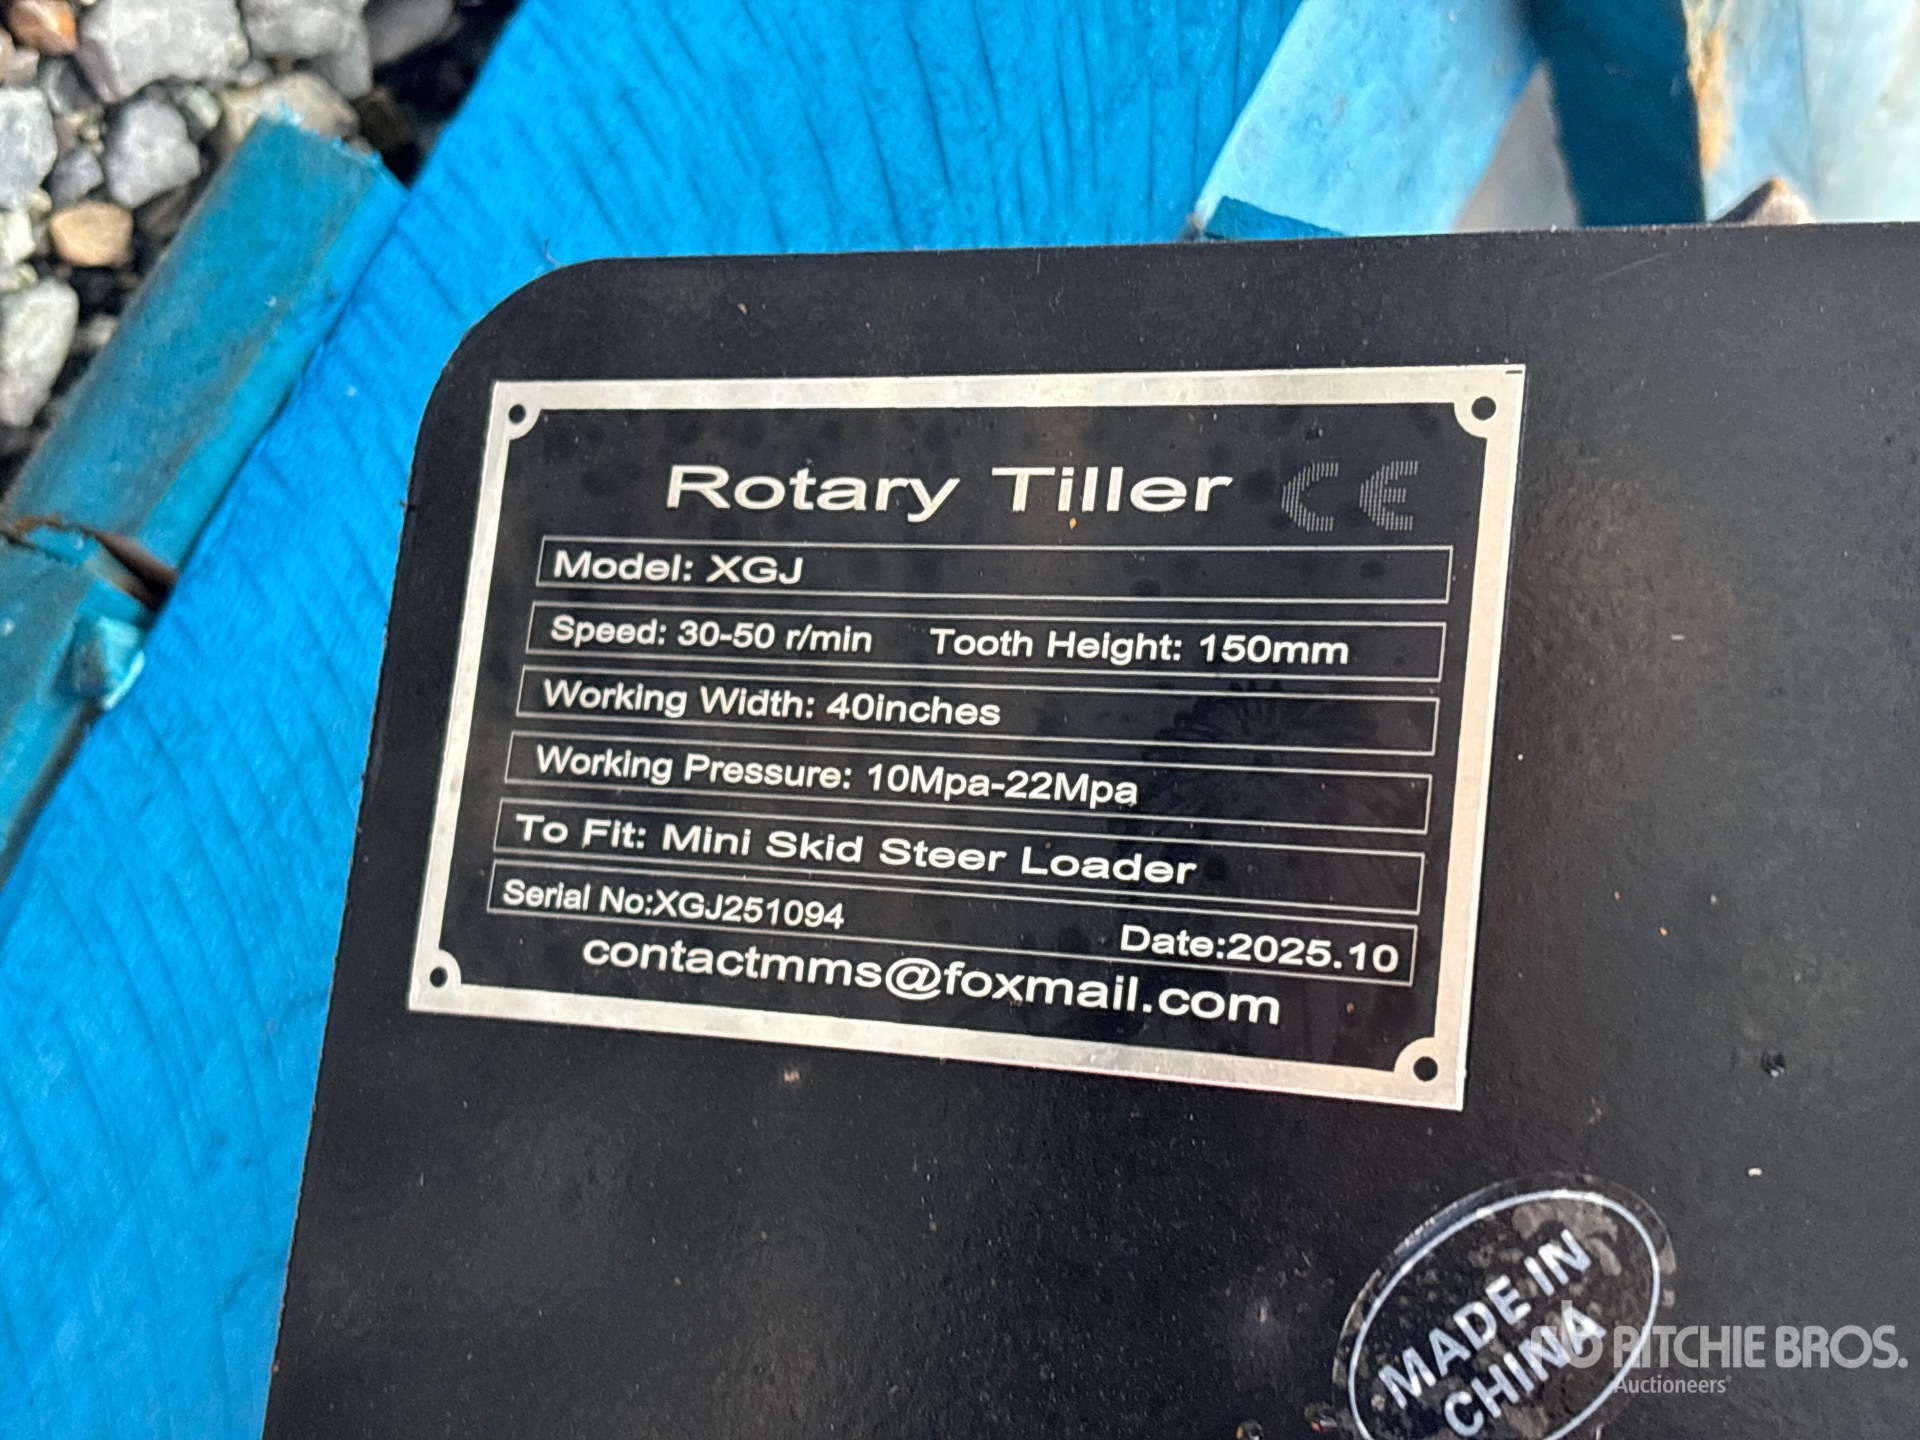 Rotary Tiller CE
Model: XGJ
Speed: 30-50 r/min Tooth Height: 150mm
Working Width: 40inches
Working Pressure: 10Mpa-22Mpa
To Fit: Mini Skid Steer Loader
Serial No:XGJ251094 Date:2025.10
contactmms@foxmail.com
MADE IN
CHINA
rb RITCHIE BROS.
Auctioneers